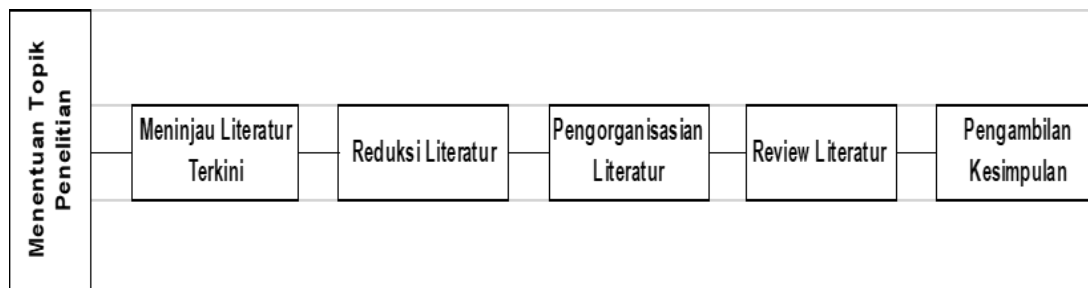 Menentuan Topik
Penelitian
Meninjau Literatur
Terkini
Reduksi Literatur
Pengorganisasian
Literatur
Review Literatur
Pengambilan
Kesimpulan